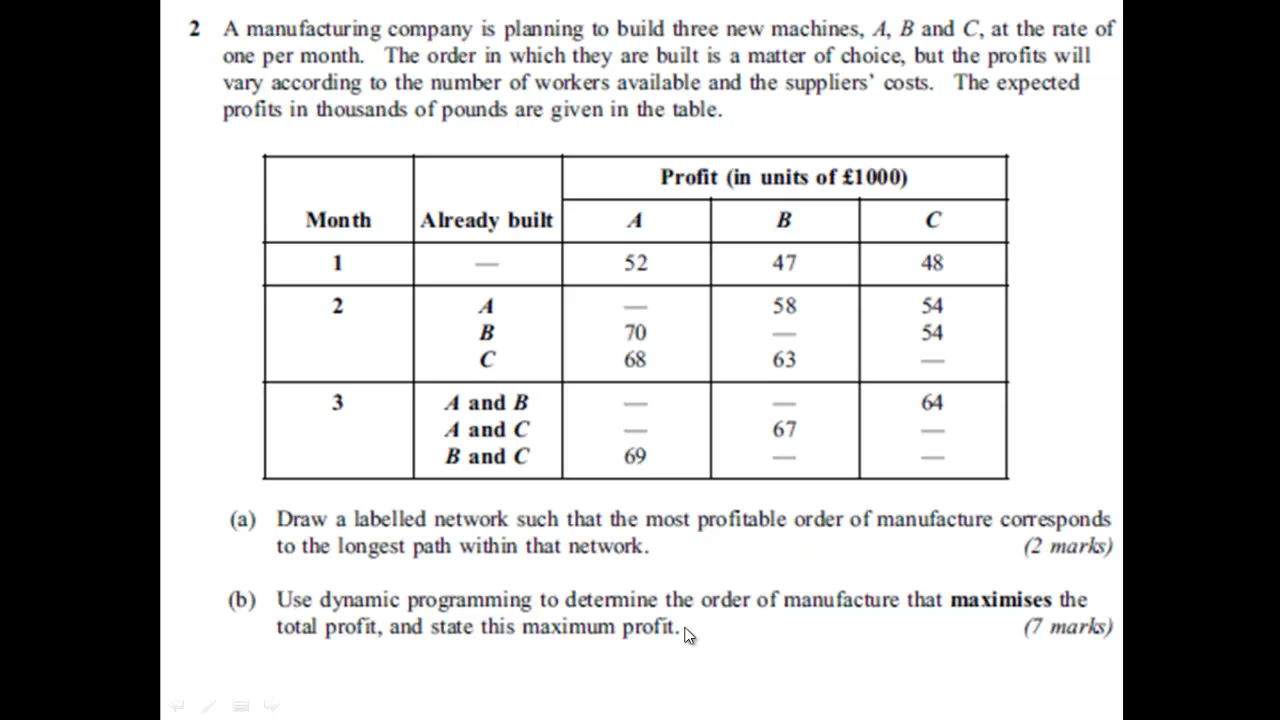 2 A manufacturing company is planning to build three new machines, A, B and C, at the rate of
one per month. The order in which they are built is a matter of choice, but the profits will
vary according to the number of workers available and the suppliers' costs. The expected
profits in thousands of pounds are given in the table.
Profit (in units of £1000)
Month Already built A B C
1 — 52 47 48
2 A — 58 54
B 70 — 54
C 68 63 —
3 A and B — — 64
A and C — 67 —
B and C 69 — —
(a) Draw a labelled network such that the most profitable order of manufacture corresponds
to the longest path within that network. (2 marks)
(b) Use dynamic programming to determine the order of manufacture that maximises the
total profit, and state this maximum profit. (7 marks)